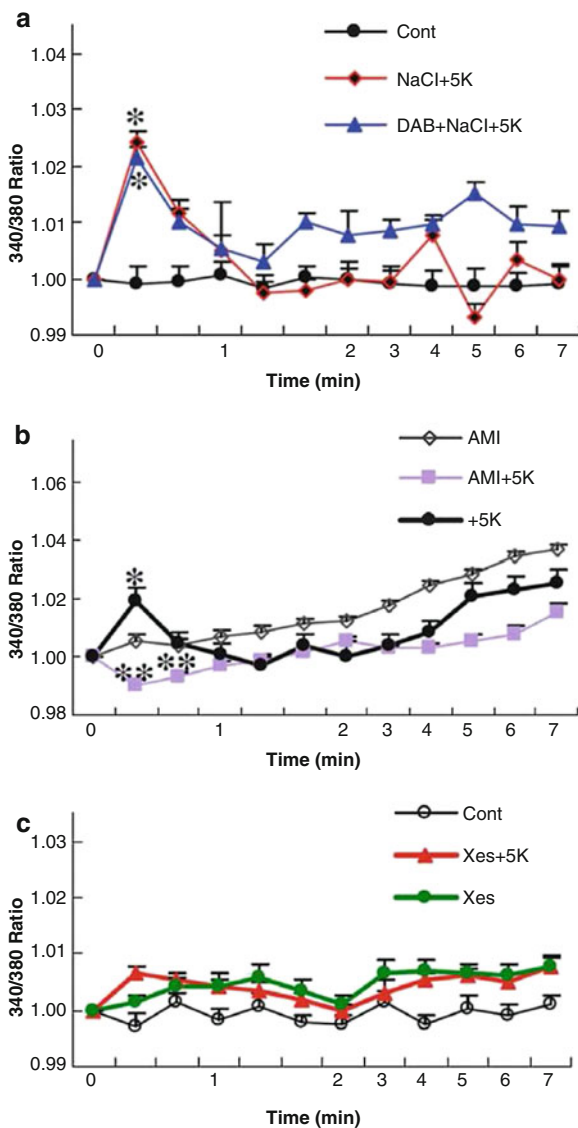 a
Cont
NaCl+5K
DAB+NaCl+5K
1.04
1.03
1.02
1.01
1.00
0.99
340/380 Ratio
*
*
0 1 2 3 4 5 6 7
Time (min)
b
AMI
AMI+5K
+5K
1.06
1.04
1.02
1.00
0.98
340/380 Ratio
*
** **
0 1 2 3 4 5 6 7
Time (min)
c
Cont
Xes+5K
Xes
1.03
1.02
1.01
1.00
0.99
340/380 Ratio
0 1 2 3 4 5 6 7
Time (min)